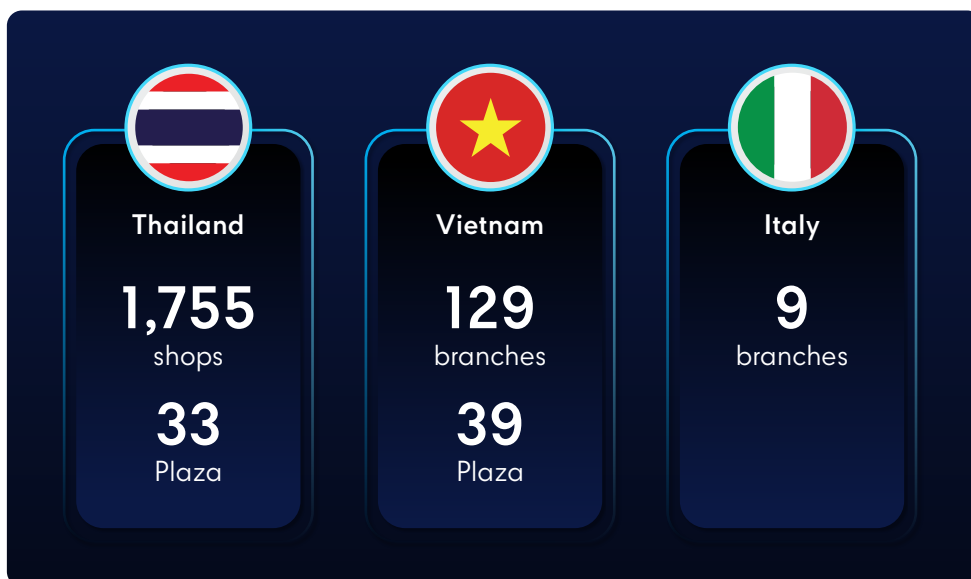 Thailand
1,755
shops
33
Plaza
Vietnam
129
branches
39
Plaza
Italy
9
branches